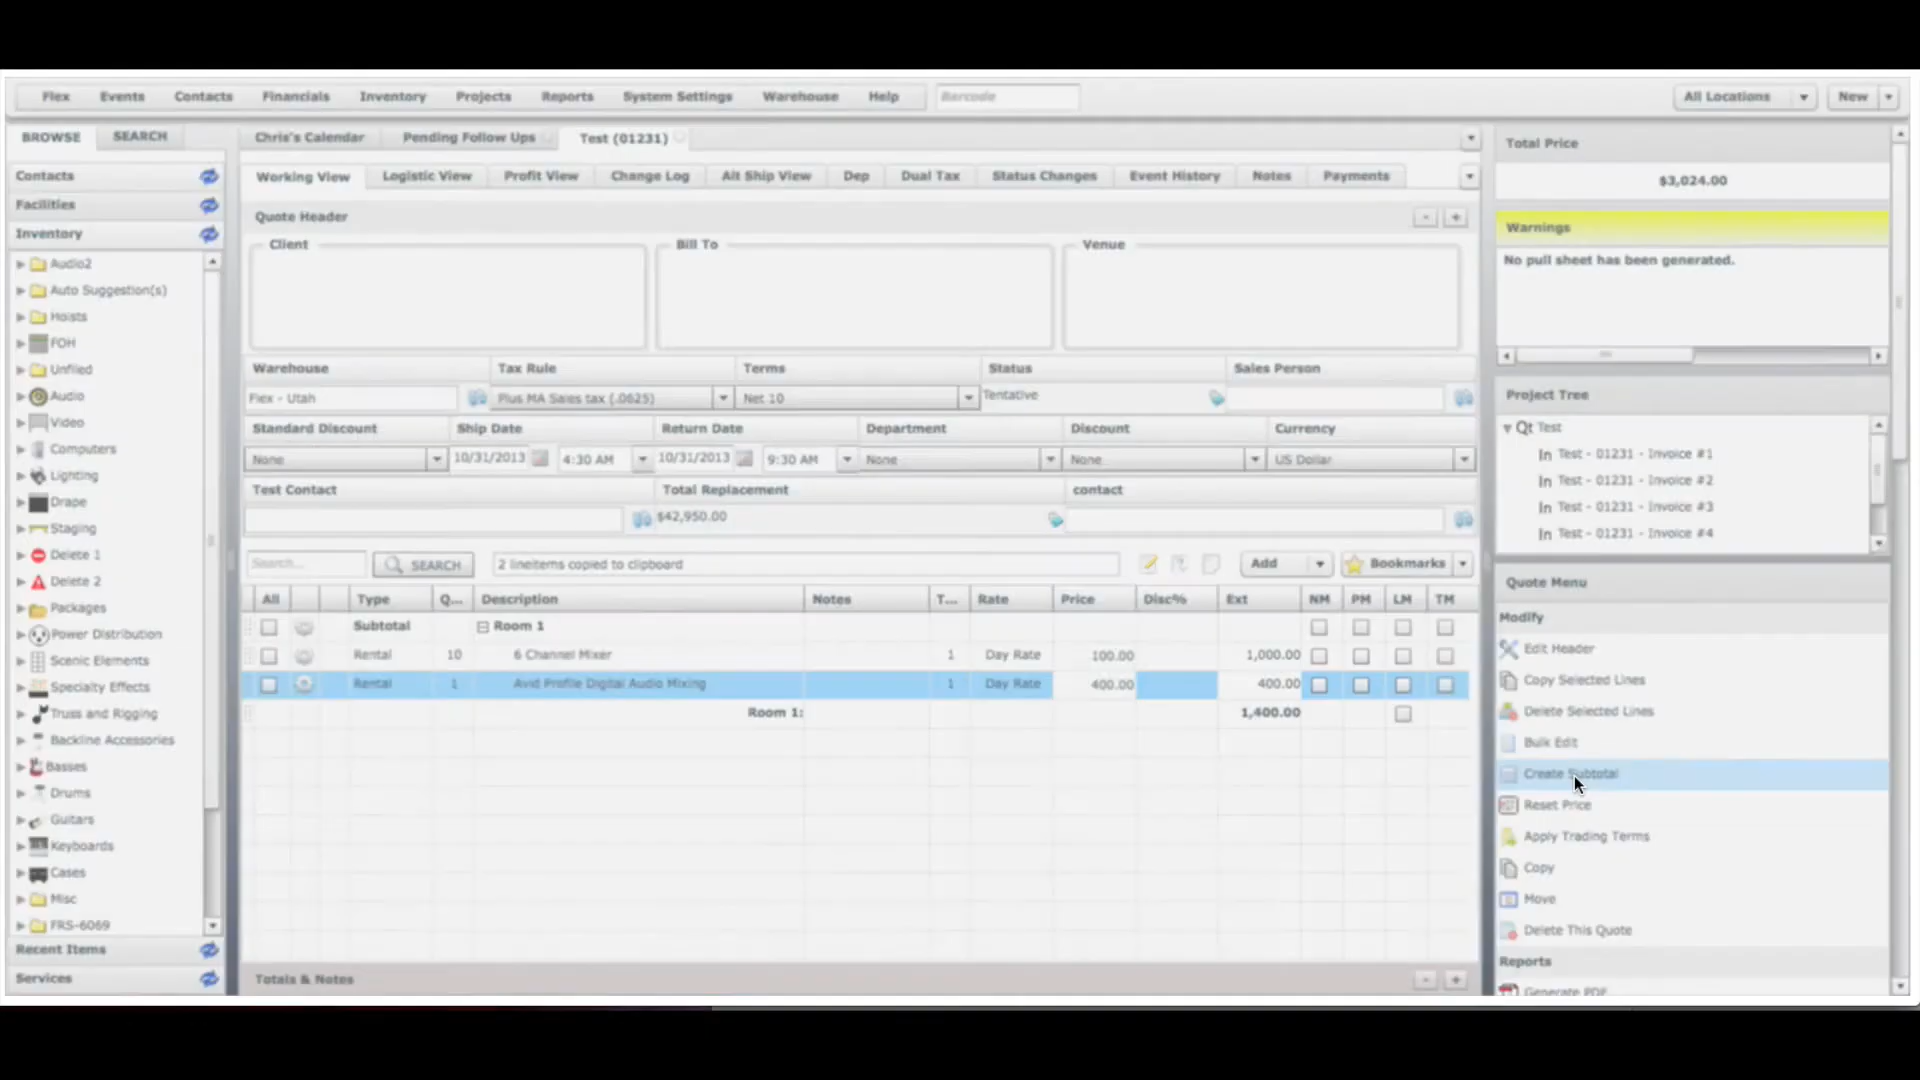 Flex Events Contacts Financials Inventory Projects Reports System Settings Warehouse Help Barcode All Locations New
BROWSE SEARCH
Chris's Calendar Pending Follow Ups Test (01231)
Working View Logistic View Profit View Change Log Alt Ship View Dep Dual Tax Status Changes Event History Notes Payments
Contacts
Facilities
Inventory
Audio2
Auto Suggestion(s)
Hoists
FOH
Unfiled
Audio
Video
Computers
Lighting
Drape
Staging
Delete 1
Delete 2
Packages
Power Distribution
Scenic Elements
Specialty Effects
Truss and Rigging
Backline Accessories
Basses
Drums
Guitars
Keyboards
Cases
Misc
FRS-6069
Recent Items
Services
Quote Header
Client Bill To Venue
Warehouse Tax Rule Terms Status Sales Person
Flex - Utah Plus MA Sales tax (.0625) Net 10 Tentative
Standard Discount Ship Date Return Date Department Discount Currency
None 10/31/2013 4:30 AM 10/31/2013 9:30 AM None None US Dollar
Test Contact Total Replacement contact
$42,950.00
Search... SEARCH 2 lineitems copied to clipboard Add Bookmarks
All Type Q... Description Notes T... Rate Price Disc% Ext NM PM LM TM
Subtotal Room 1
Rental 10 6 Channel Mixer 1 Day Rate 100.00 1,000.00
Rental 1 Avid Profile Digital Audio Mixing 1 Day Rate 400.00 400.00
Room 1: 1,400.00
Totals & Notes
Total Price
$3,024.00
Warnings
No pull sheet has been generated.
Project Tree
Qt Test
In Test - 01231 - Invoice #1
In Test - 01231 - Invoice #2
In Test - 01231 - Invoice #3
In Test - 01231 - Invoice #4
Quote Menu
Modify
Edit Header
Copy Selected Lines
Delete Selected Lines
Bulk Edit
Create Subtotal
Reset Price
Apply Trading Terms
Copy
Move
Delete This Quote
Reports
Generate PDF